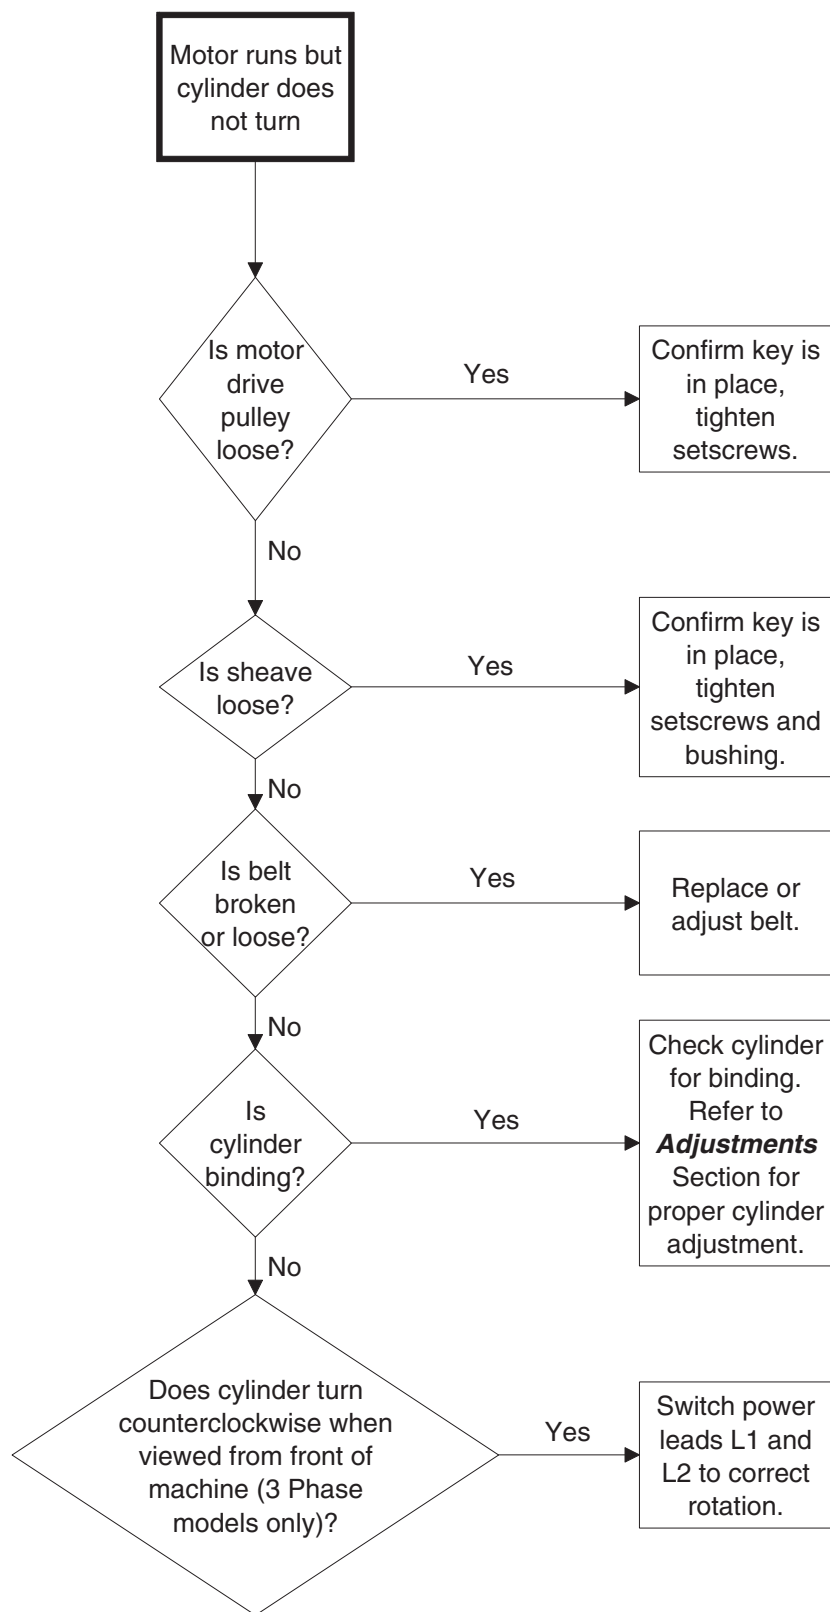 Motor runs but
cylinder does
not turn
Is motor
drive
pulley
loose?
Yes
Confirm key is
in place,
tighten
setscrews.
No
Is sheave
loose?
Yes
Confirm key is
in place,
tighten
setscrews and
bushing.
No
Is belt
broken
or loose?
Yes
Replace or
adjust belt.
No
Is
cylinder
binding?
Yes
Check cylinder
for binding.
Refer to
Adjustments
Section for
proper cylinder
adjustment.
No
Does cylinder turn
counterclockwise when
viewed from front of
machine (3 Phase
models only)?
Yes
Switch power
leads L1 and
L2 to correct
rotation.